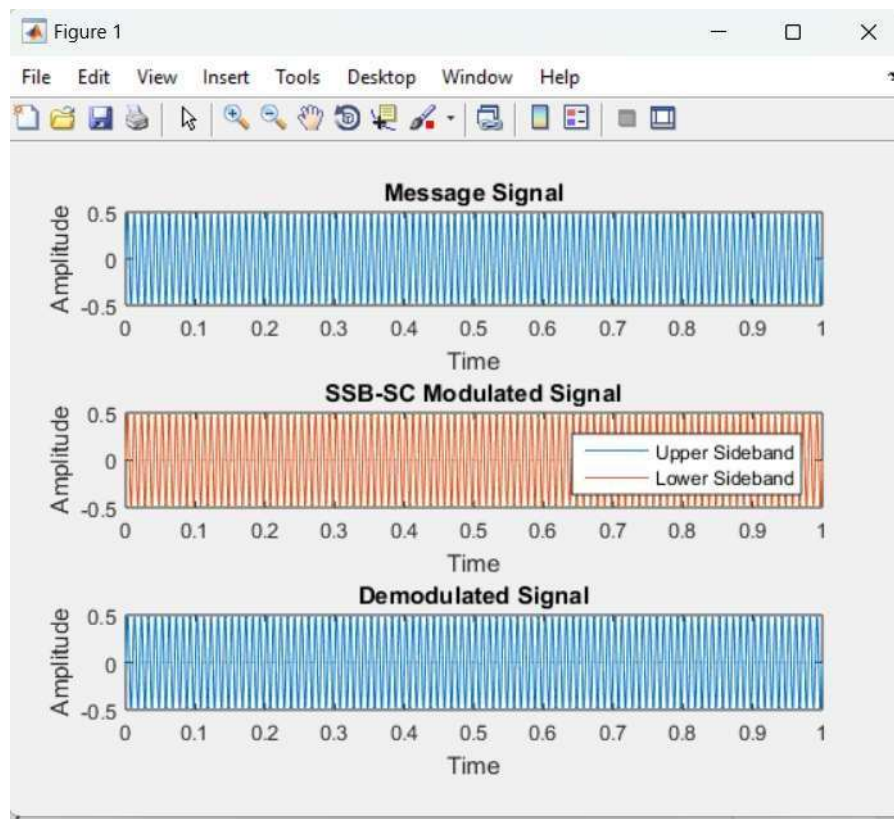 Figure 1
File Edit View Insert Tools Desktop Window Help
Message Signal
Amplitude
0.5
0
-0.5
0 0.1 0.2 0.3 0.4 0.5 0.6 0.7 0.8 0.9 1
Time
SSB-SC Modulated Signal
Amplitude
0.5
0
-0.5
Upper Sideband
Lower Sideband
0 0.1 0.2 0.3 0.4 0.5 0.6 0.7 0.8 0.9 1
Time
Demodulated Signal
Amplitude
0.5
0
-0.5
0 0.1 0.2 0.3 0.4 0.5 0.6 0.7 0.8 0.9 1
Time